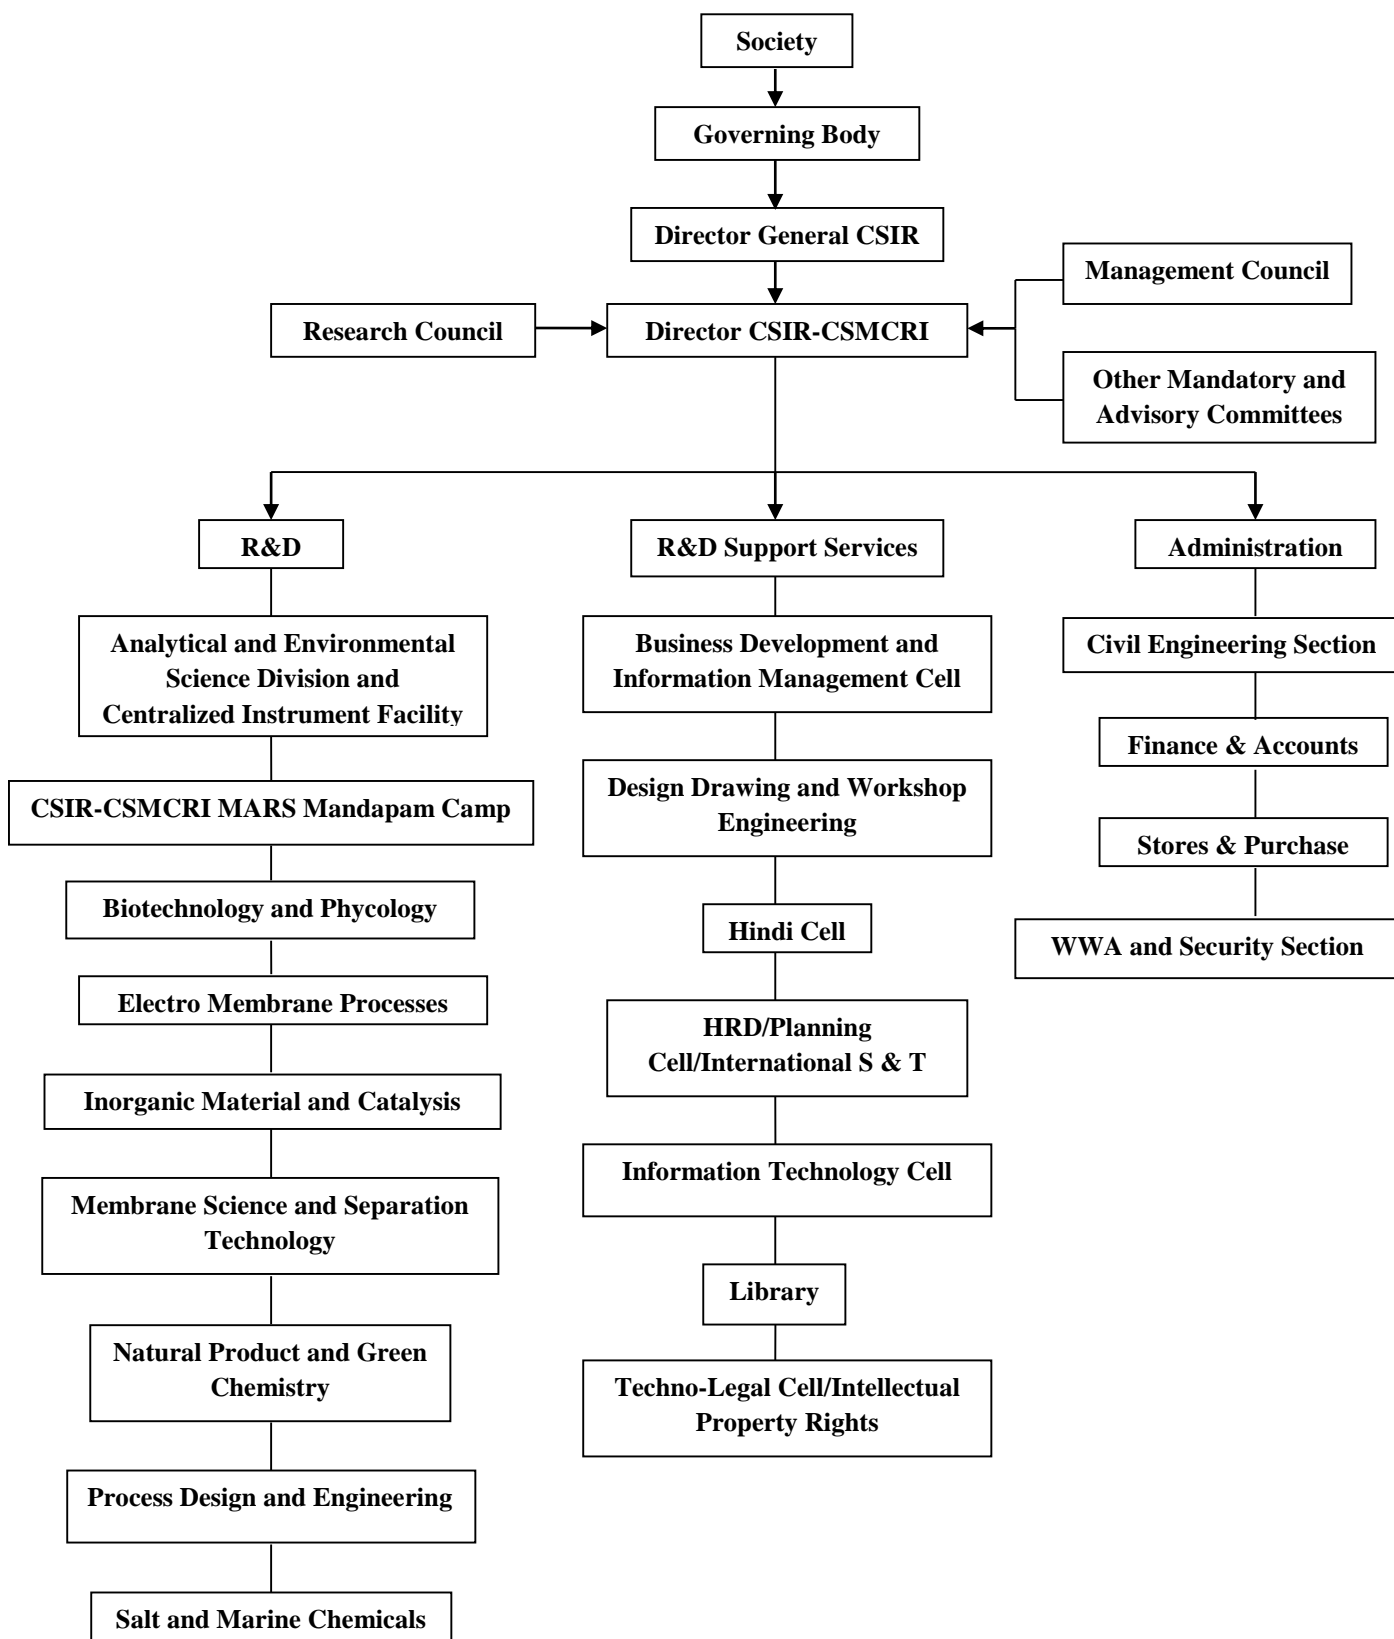 Society
Governing Body
Director General CSIR
Management Council
Research Council
Director CSIR-CSMCRI
Other Mandatory and
Advisory Committees
R&D
R&D Support Services
Administration
Analytical and Environmental
Science Division and
Centralized Instrument Facility
CSIR-CSMCRI MARS Mandapam Camp
Biotechnology and Phycology
Electro Membrane Processes
Inorganic Material and Catalysis
Membrane Science and Separation
Technology
Natural Product and Green
Chemistry
Process Design and Engineering
Salt and Marine Chemicals
Business Development and
Information Management Cell
Design Drawing and Workshop
Engineering
Hindi Cell
HRD/Planning
Cell/International S & T
Information Technology Cell
Library
Techno-Legal Cell/Intellectual
Property Rights
Civil Engineering Section
Finance & Accounts
Stores & Purchase
WWA and Security Section